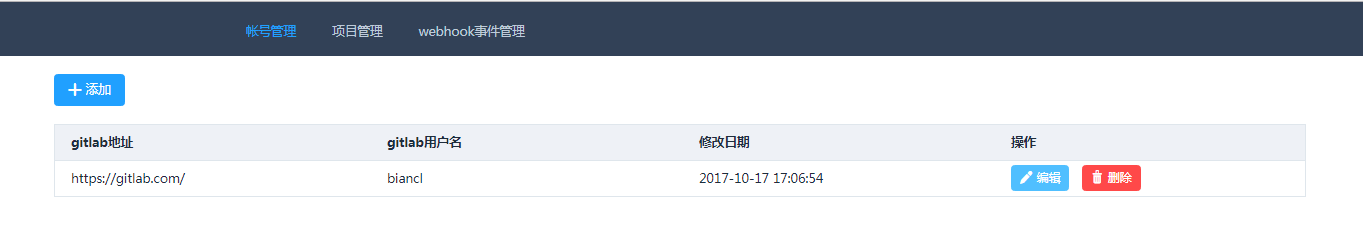 帐号管理 项目管理 webhook事件管理
添加
gitlab地址 gitlab用户名 修改日期 操作
https://gitlab.com/ biancl 2017-10-17 17:06:54 编辑 删除